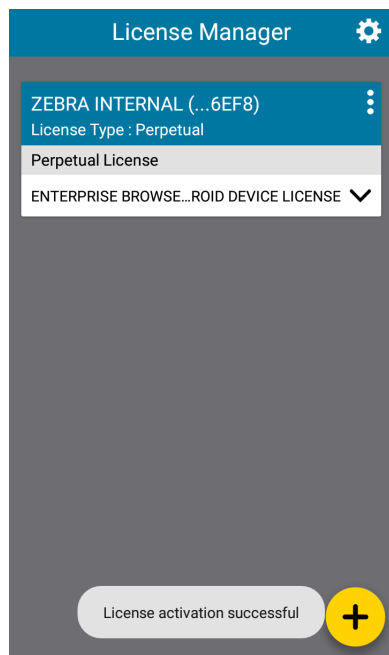 License Manager
ZEBRA INTERNAL (...6EF8)
License Type : Perpetual
Perpetual License
ENTERPRISE BROWSE...ROID DEVICE LICENSE
License activation successful